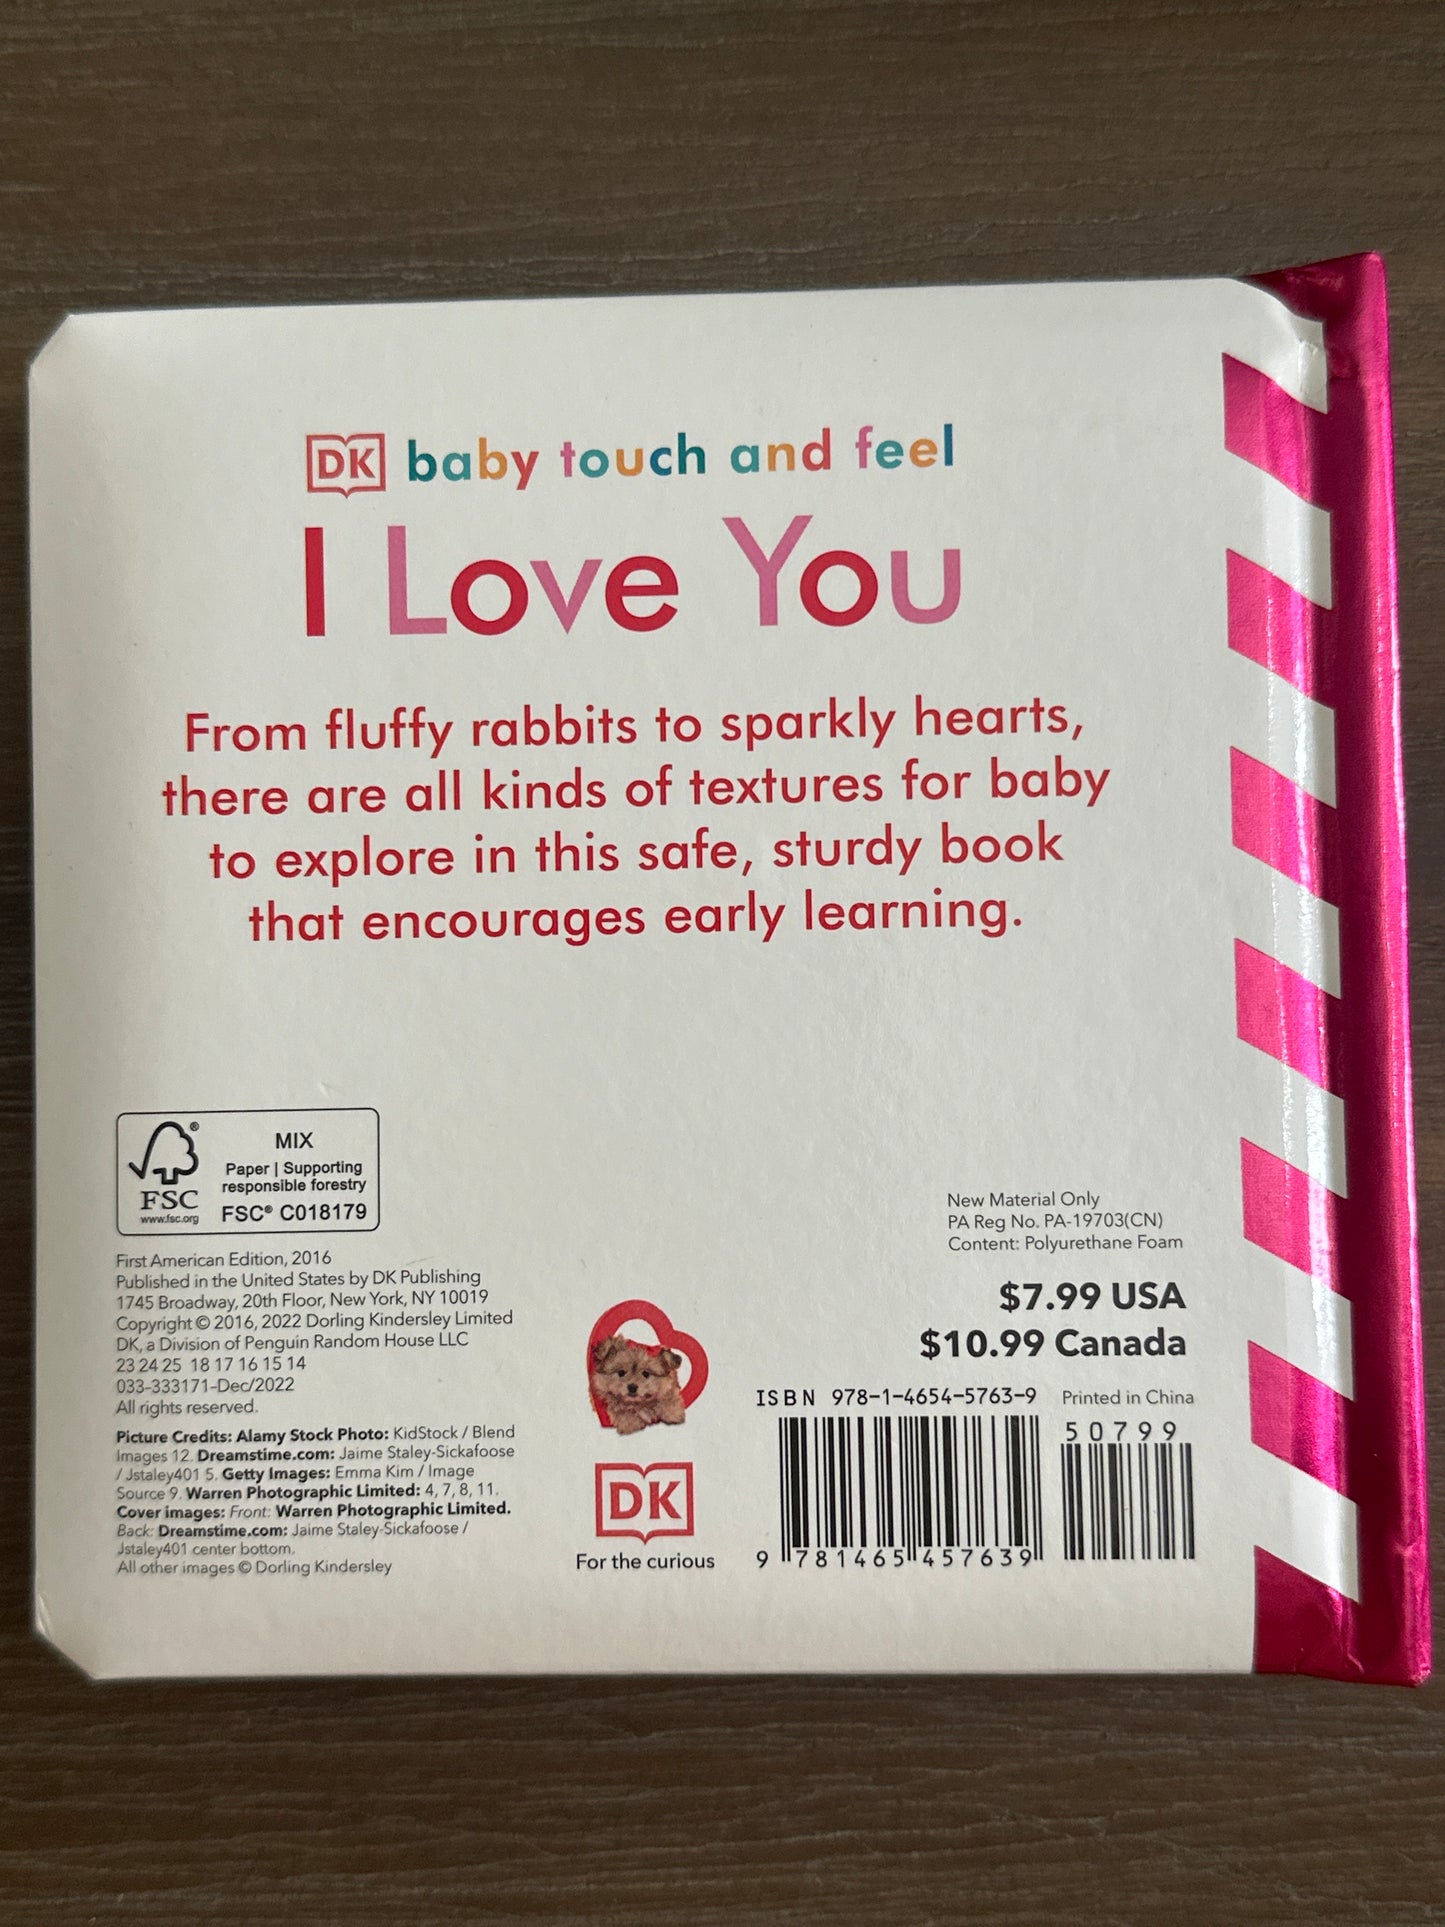 DK baby touch and feel
I Love You
From fluffy rabbits to sparkly hearts,
there are all kinds of textures for baby
to explore in this safe, sturdy book
that encourages early learning.
FSC
www.fsc.org
MIX
Paper | Supporting
responsible forestry
FSC® C018179
First American Edition, 2016
Published in the United States by DK Publishing
1745 Broadway, 20th Floor, New York, NY 10019
Copyright © 2016, 2022 Dorling Kindersley Limited
DK, a Division of Penguin Random House LLC
23 24 25 18 17 16 15 14
033-333171-Dec/2022
All rights reserved.
Picture Credits: Alamy Stock Photo: KidStock / Blend
Images 12. Dreamstime.com: Jaime Staley-Sickafoose
/ Jstaley401 5. Getty Images: Emma Kim / Image
Source 9. Warren Photographic Limited: 4, 7, 8, 11.
Cover images: Front: Warren Photographic Limited.
Back: Dreamstime.com: Jaime Staley-Sickafoose /
Jstaley401 center bottom.
All other images © Dorling Kindersley
DK
For the curious
New Material Only
PA Reg No. PA-19703(CN)
Content: Polyurethane Foam
$7.99 USA
$10.99 Canada
ISBN 978-1-4654-5763-9 Printed in China
50799
9 781465 457639